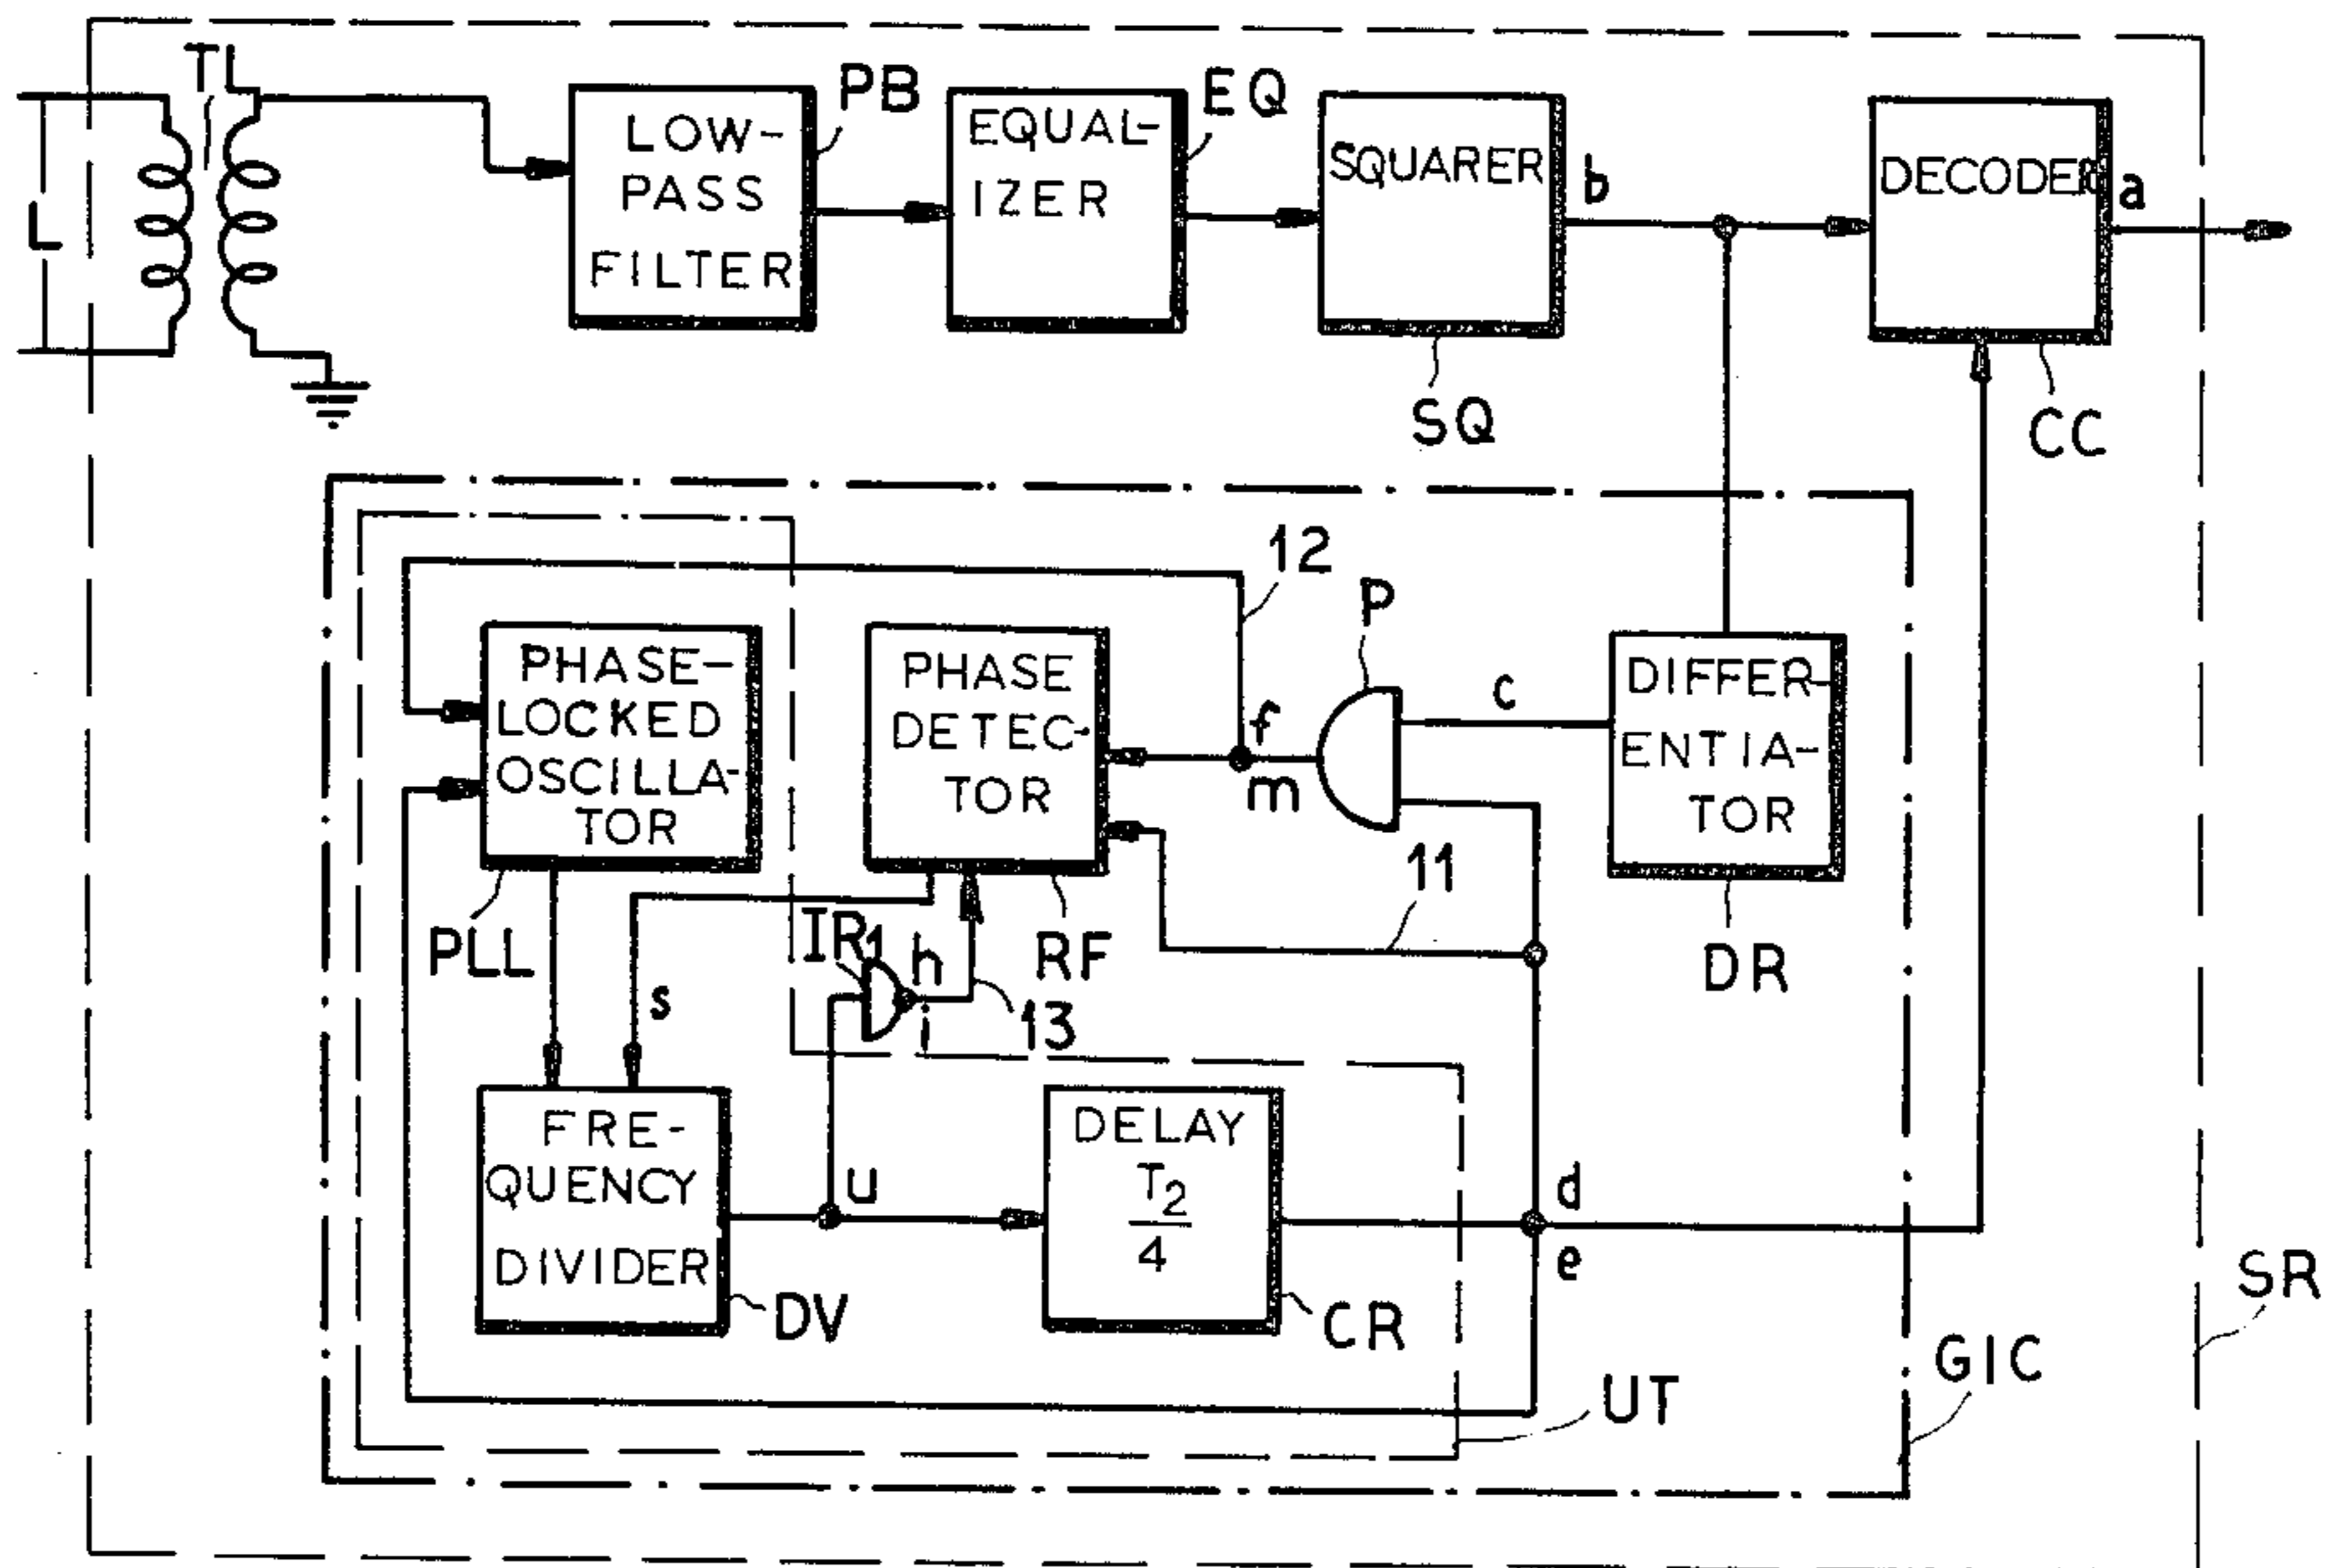 TL
L
LOW-
PASS
FILTER
PB
EQUAL-
IZER
EQ
SQUARER
SQ
b
DECODER
a
CC
12
P
PHASE-
LOCKED
OSCILLA-
TOR
PLL
PHASE
DETEC-
TOR
RF
f
m
c
DIFFER-
ENTIA-
TOR
DR
11
IR1
h
i
13
s
FRE-
QUENCY
DIVIDER
DV
u
DELAY
T2
4
CR
d
e
UT
GIC
SR